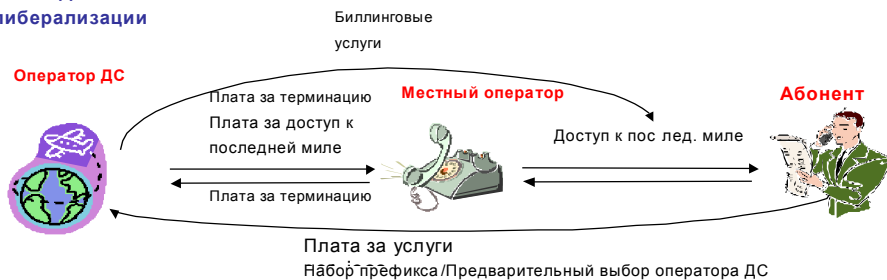 либерализации
Биллинговые
услуги
Оператор ДС
Плата за терминацию
Плата за доступ к
последней миле
Местный оператор
Абонент
Доступ к пос лед. миле
Плата за терминацию
Плата за услуги
Набор префикса /Предварительный выбор оператора ДС